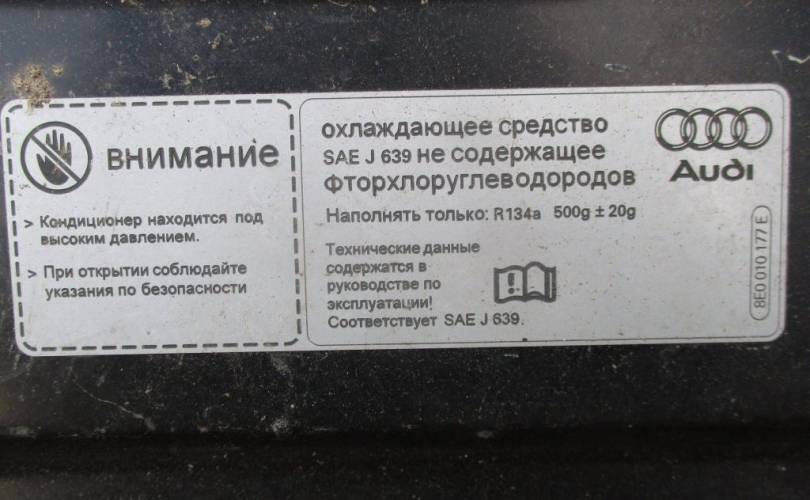 внимание
> Кондиционер находится под
высоким давлением.
> При открытии соблюдайте
указания по безопасности
охлаждающее средство
SAE J 639 не содержащее
фторхлоруглеводородов
Наполнять только: R134a 500g ± 20g
Технические данные
содержатся в
руководстве по
эксплуатации!
Соответствует SAE J 639.
Audi
8E0 010 177 E